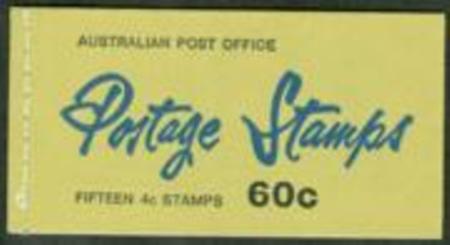 AUSTRALIAN POST OFFICE
Postage Stamps
FIFTEEN 4c STAMPS 60c